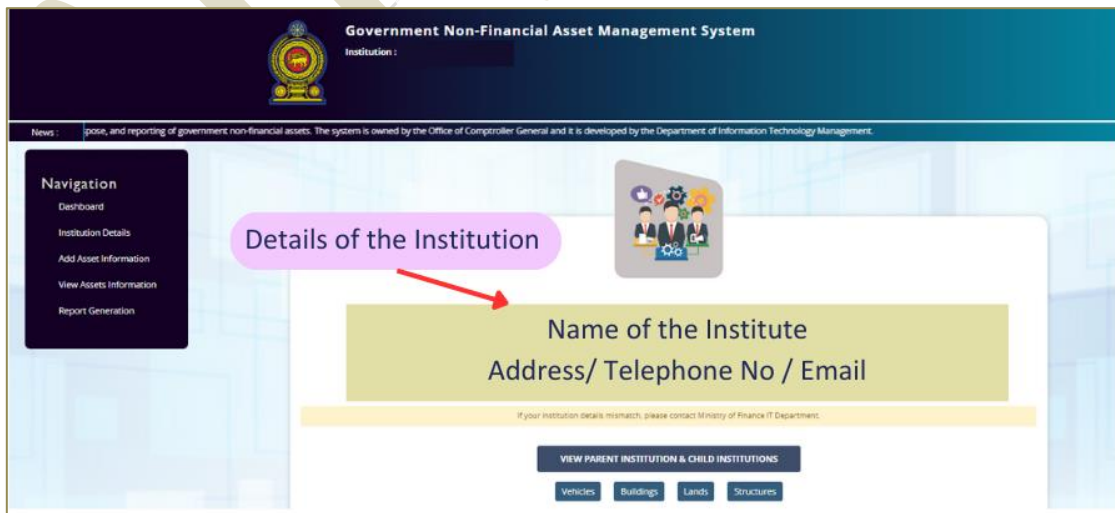 Government Non-Financial Asset Management System
Institution :
News : -pose, and reporting of government non-financial assets. The system is owned by the Office of Comptroller General and it is developed by the Department of Information Technology Management.
Navigation
Dashboard
Institution Details
Add Asset Information
View Assets Information
Report Generation
Details of the Institution
Name of the Institute
Address/ Telephone No / Email
If your institution details mismatch, please contact Ministry of Finance IT Department.
VIEW PARENT INSTITUTION & CHILD INSTITUTIONS
Vehicles Buildings Lands Structures